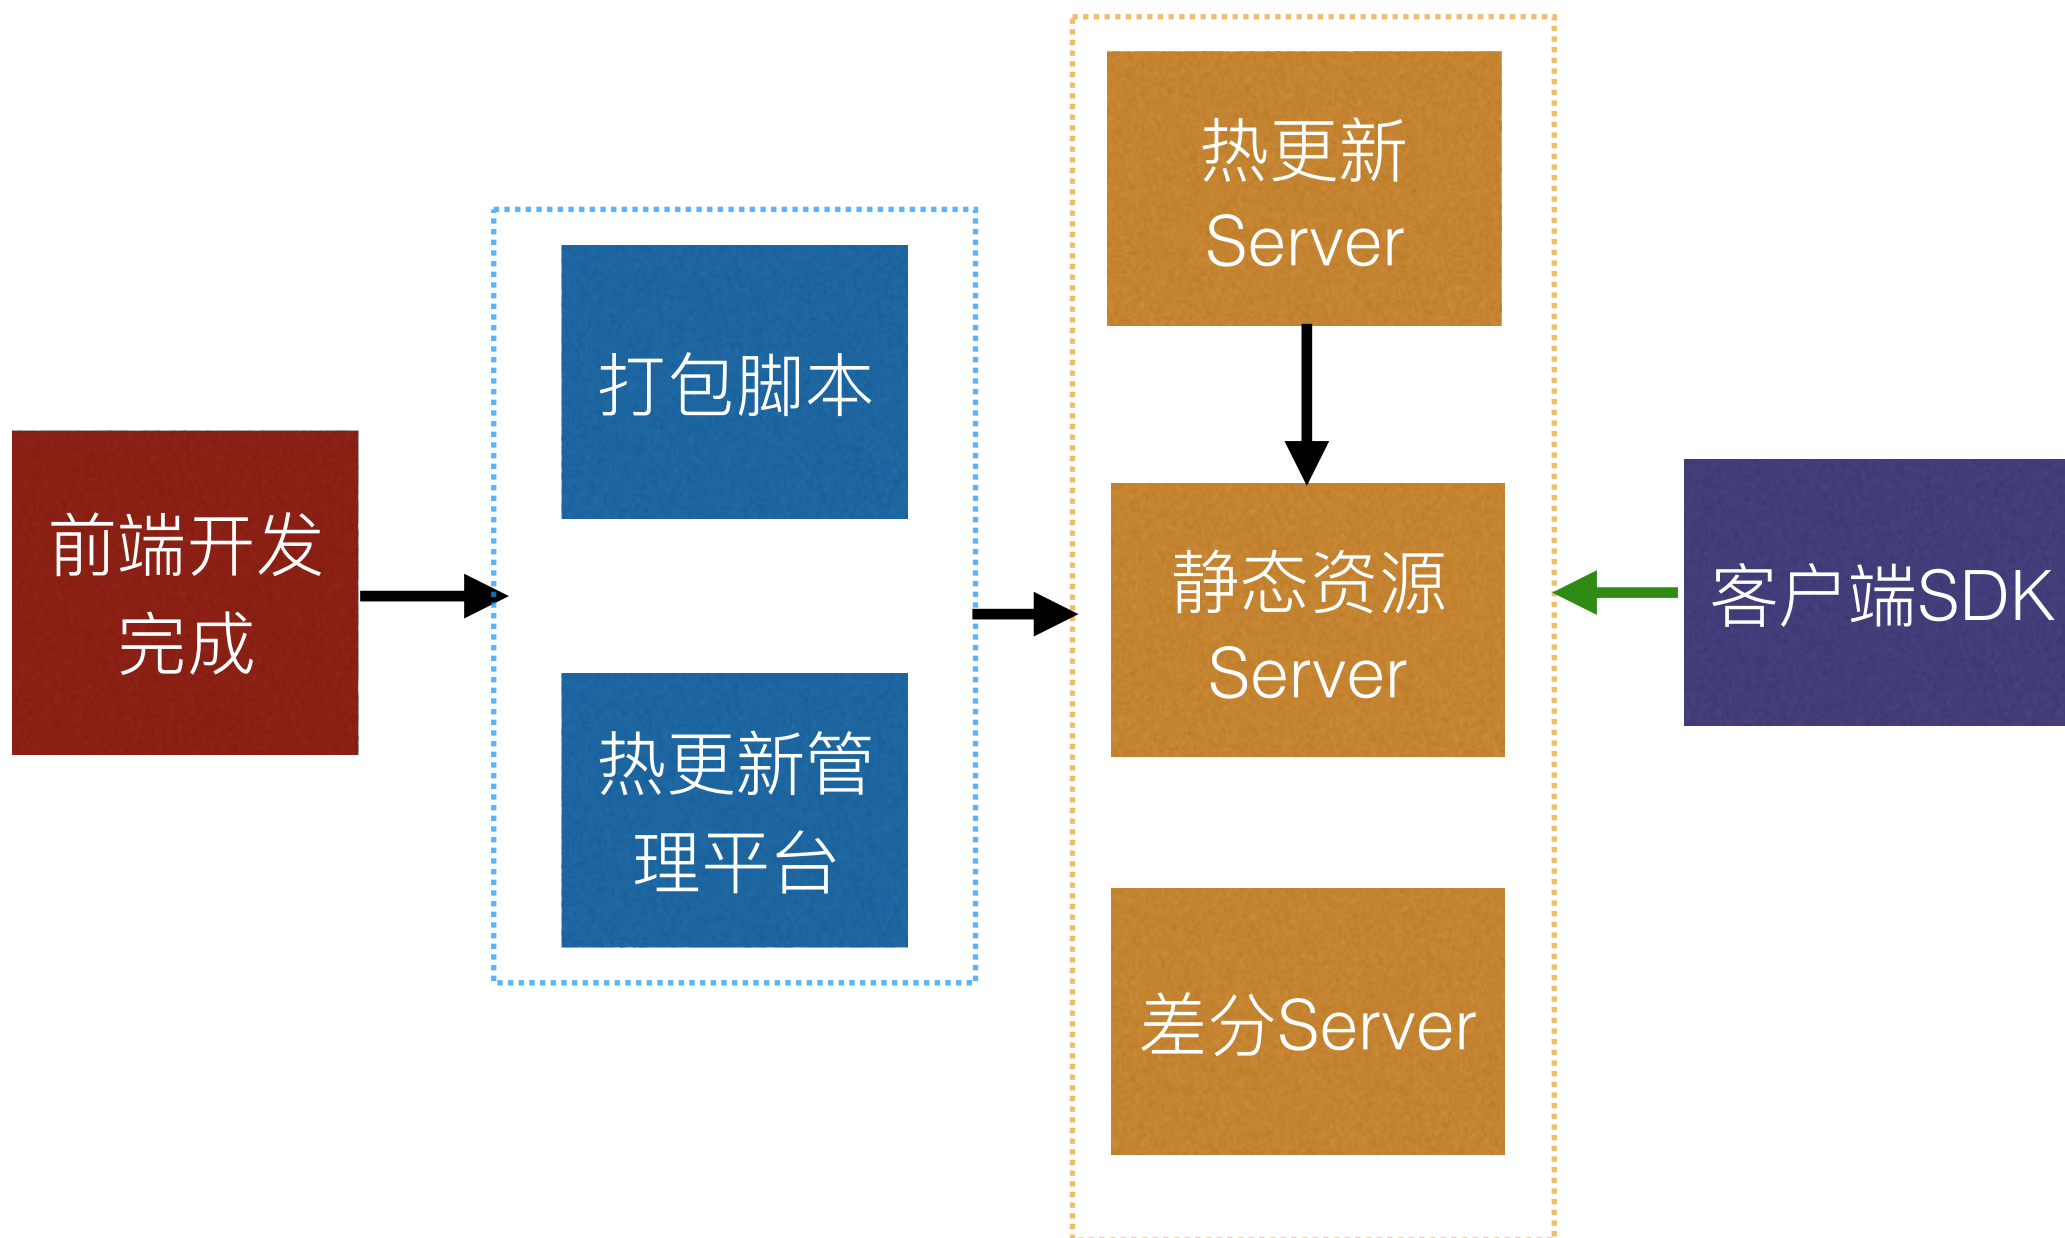 前端开发
完成
打包脚本
热更新管
理平台
热更新
Server
静态资源
Server
差分Server
客户端SDK